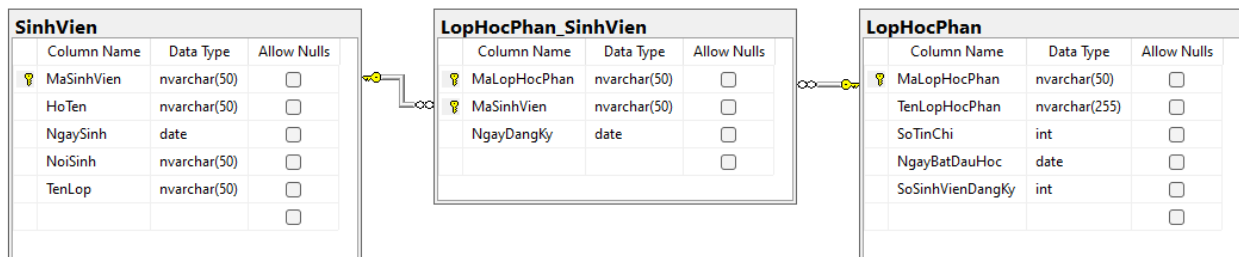 SinhVien
Column Name Data Type Allow Nulls
MaSinhVien nvarchar(50)
HoTen nvarchar(50)
NgaySinh date
NoiSinh nvarchar(50)
TenLop nvarchar(50)
LopHocPhan_SinhVien
Column Name Data Type Allow Nulls
MaLopHocPhan nvarchar(50)
MaSinhVien nvarchar(50)
NgayDangKy date
LopHocPhan
Column Name Data Type Allow Nulls
MaLopHocPhan nvarchar(50)
TenLopHocPhan nvarchar(255)
SoTinChi int
NgayBatDauHoc date
SoSinhVienDangKy int